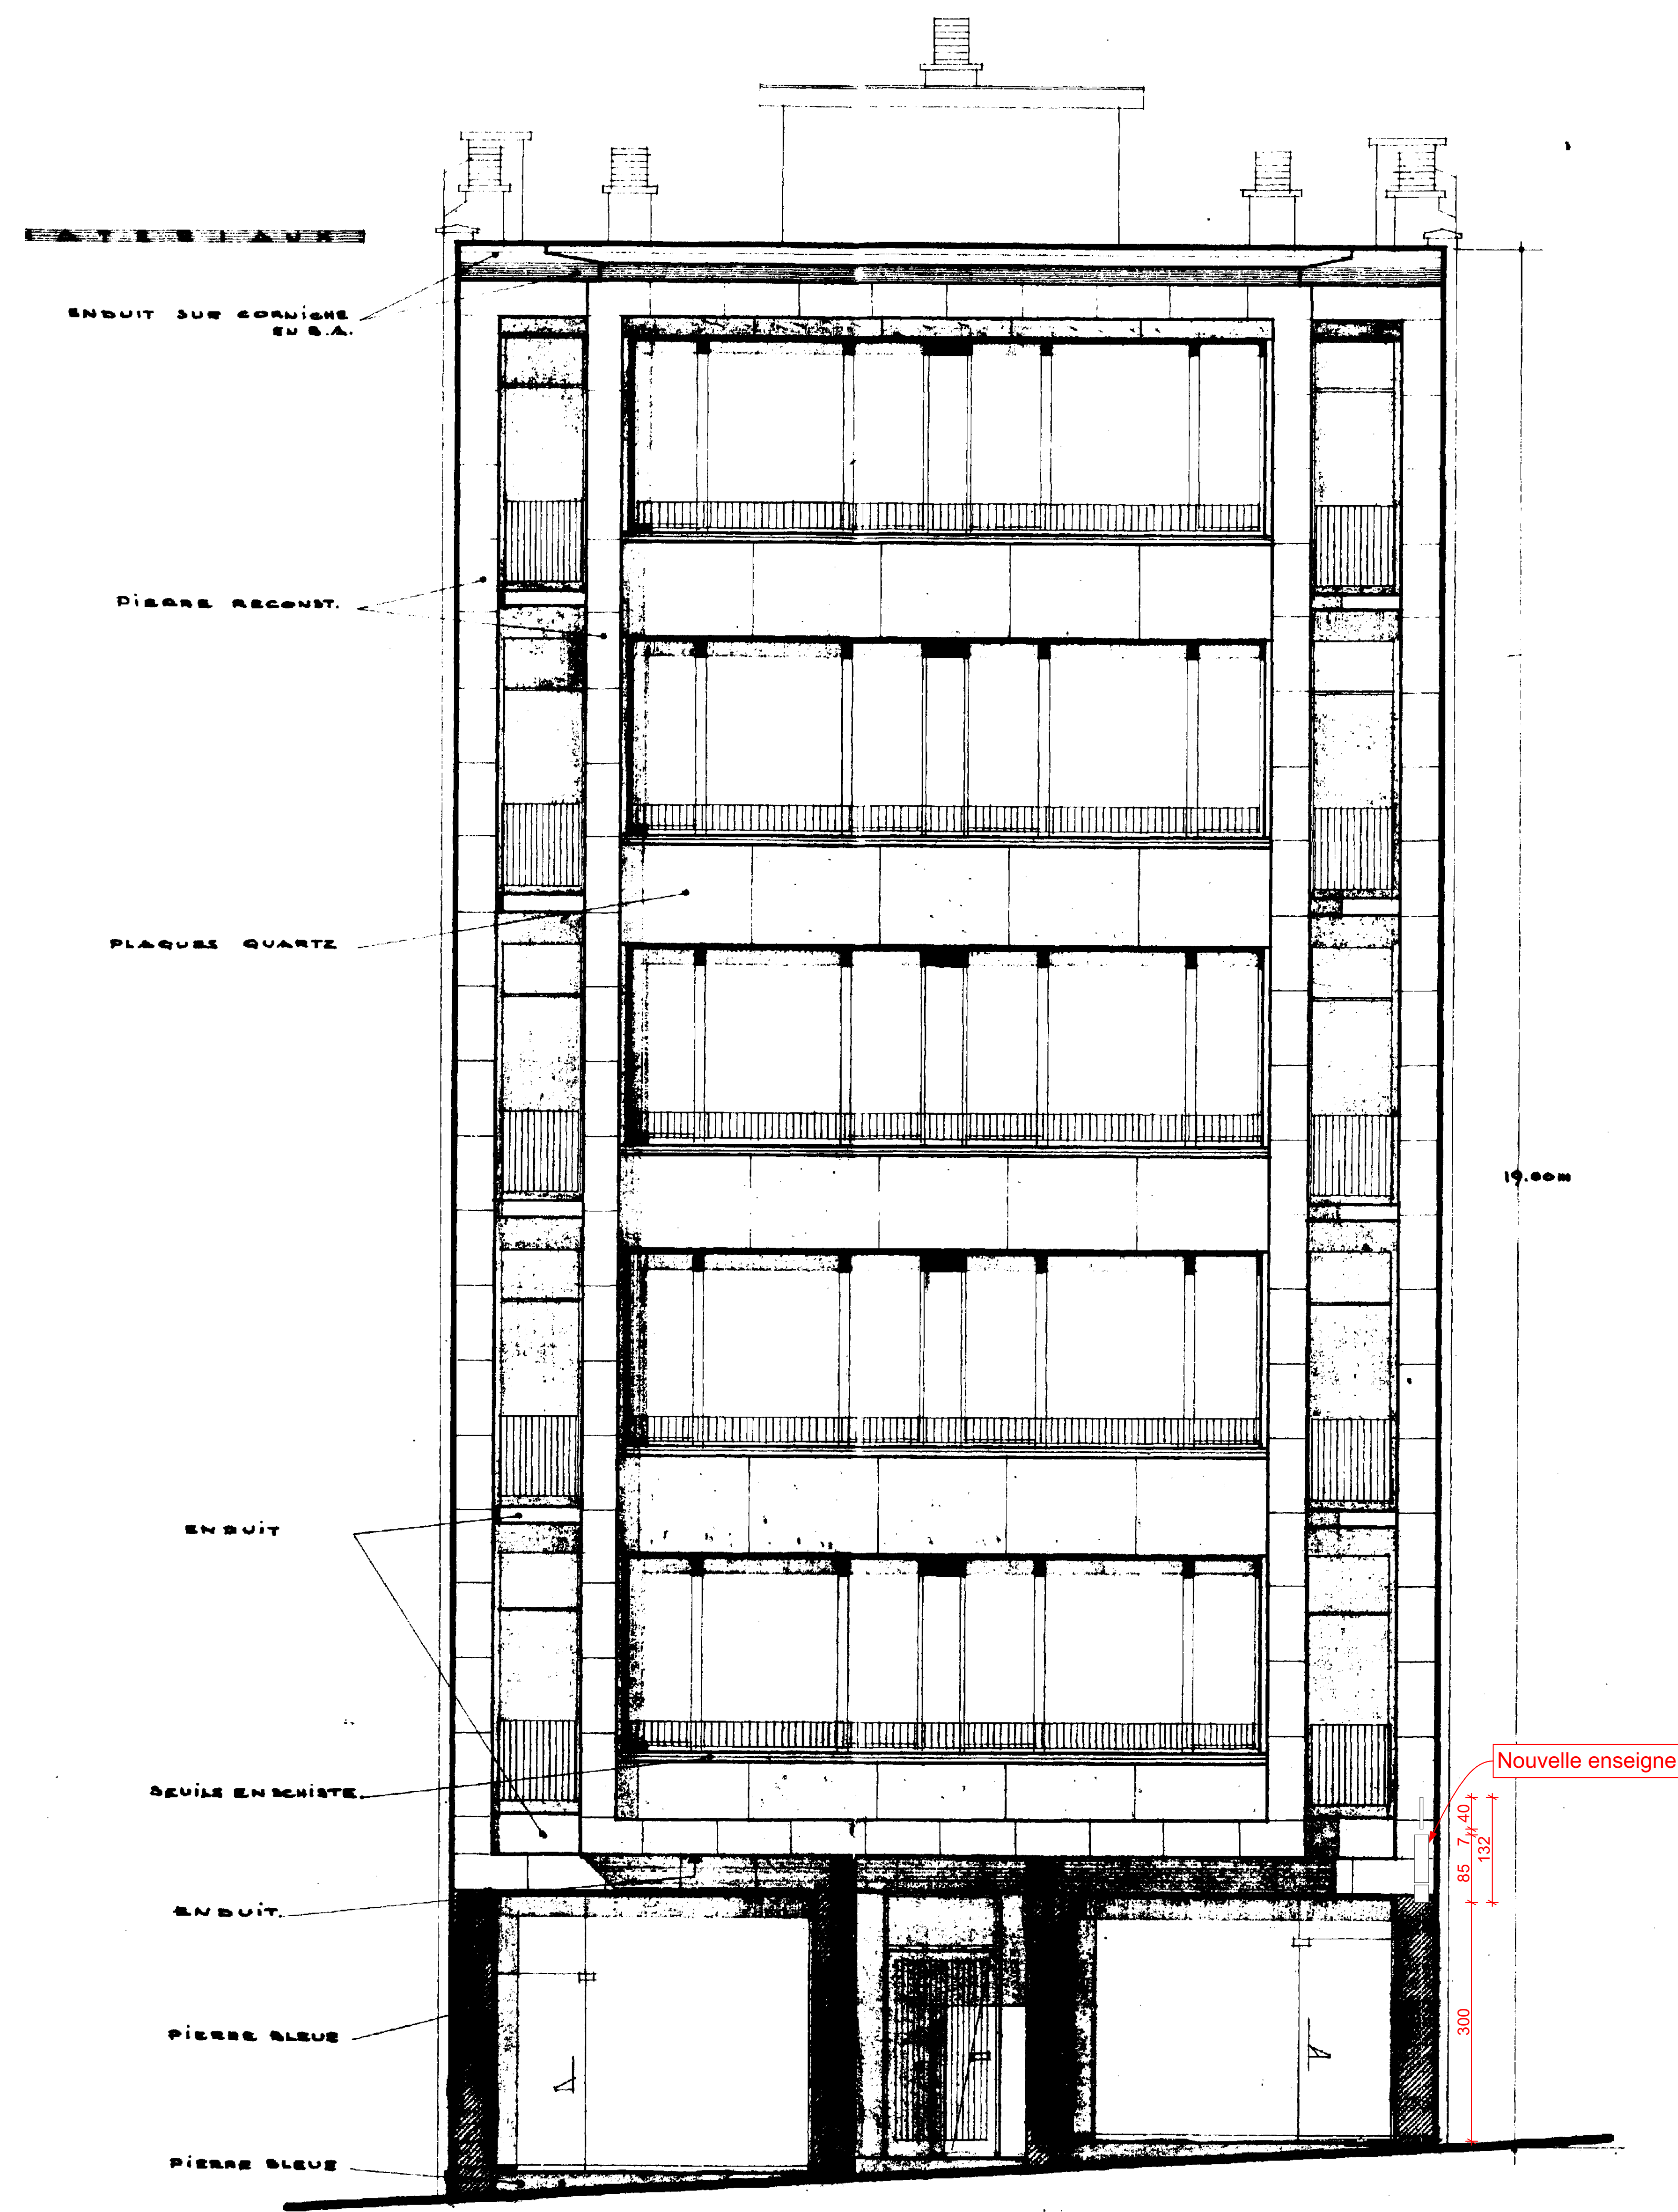 ENDUIT SUR CORNICHE
EN B.A.
PIERRE RECONST.
PLAQUES QUARTZ
19.00m
ENDUIT
Nouvelle enseigne
SEUILS EN SCHISTE.
40
7
132
85
ENDUIT.
300
PIERRE BLEUE
PIERRE BLEUE